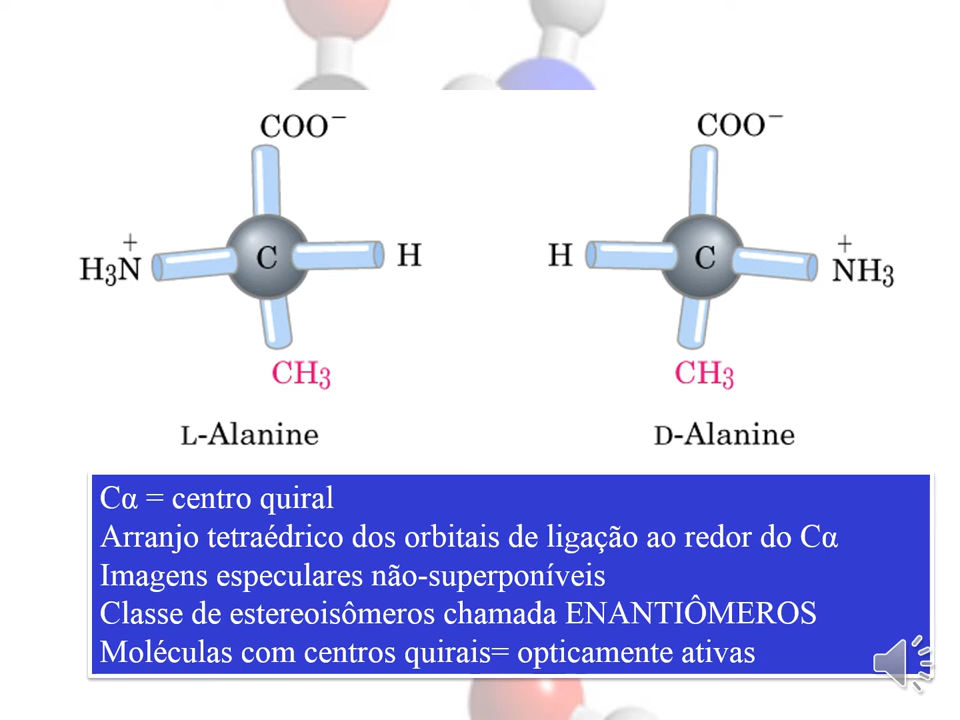 COO⁻ COO⁻
H₃N⁺ C H H C ⁺NH₃
CH₃ CH₃
L-Alanine D-Alanine
Cα = centro quiral
Arranjo tetraédrico dos orbitais de ligação ao redor do Cα
Imagens especulares não-superponíveis
Classe de estereoisômeros chamada ENANTIÔMEROS
Moléculas com centros quirais= opticamente ativas